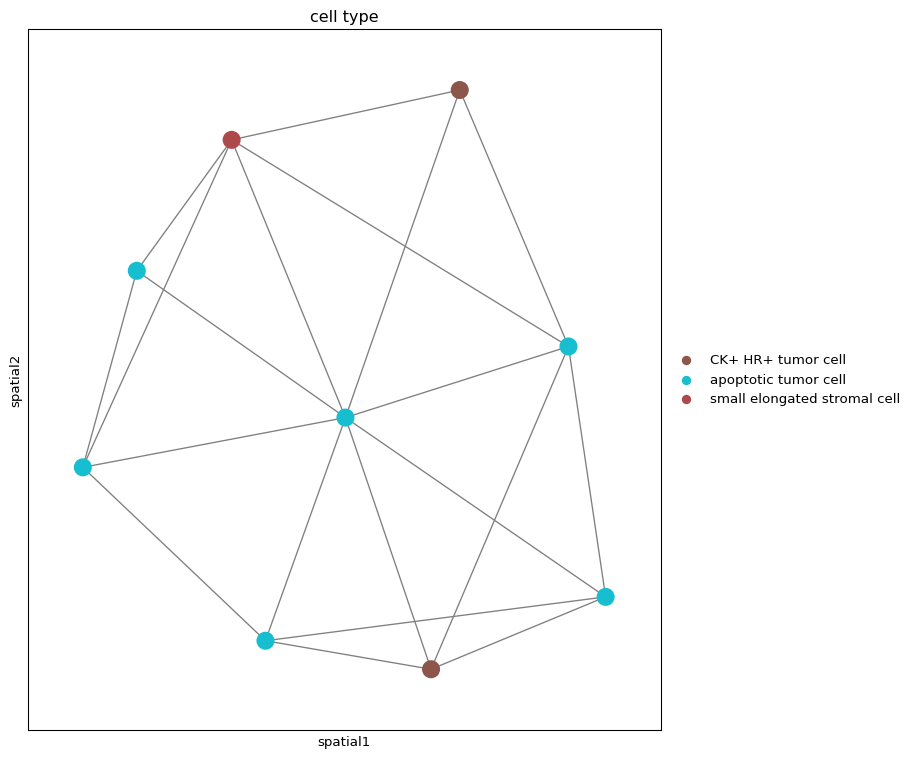 cell type
spatial2
CK+ HR+ tumor cell
apoptotic tumor cell
small elongated stromal cell
spatial1